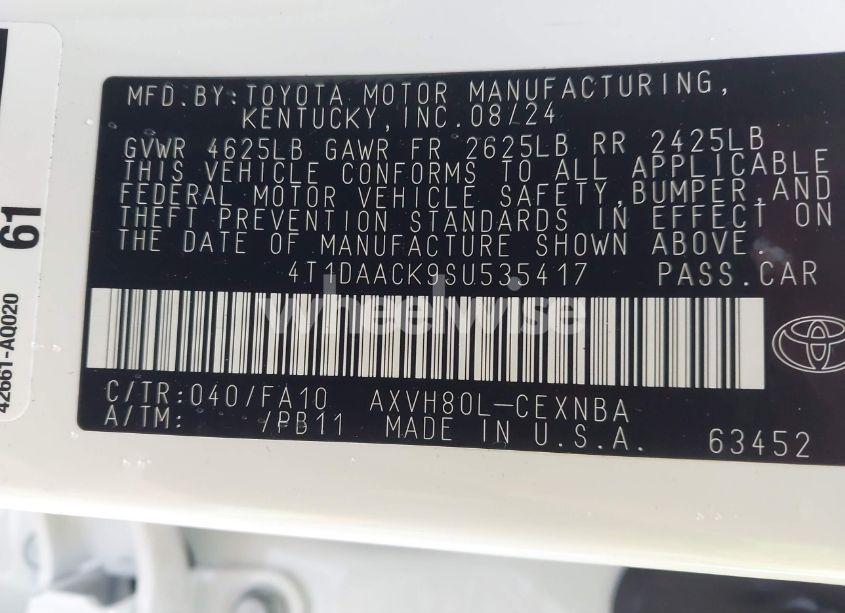 MFD.BY:TOYOTA MOTOR MANUFACTURING,
KENTUCKY,INC.08/24
GVWR 4625LB GAWR FR 2625LB RR 2425LB
THIS VEHICLE CONFORMS TO ALL APPLICABLE
FEDERAL MOTOR VEHICLE SAFETY,BUMPER,AND
THEFT PREVENTION STANDARDS IN EFFECT ON
THE DATE OF MANUFACTURE SHOWN ABOVE.
4T1DAACK9SU535417 PASS.CAR
Wheelwise
C/TR:040/FA10 AXVH80L-CEXNBA
A/TM: /PB11 MADE IN U.S.A. 63452
61
42661-AQ020